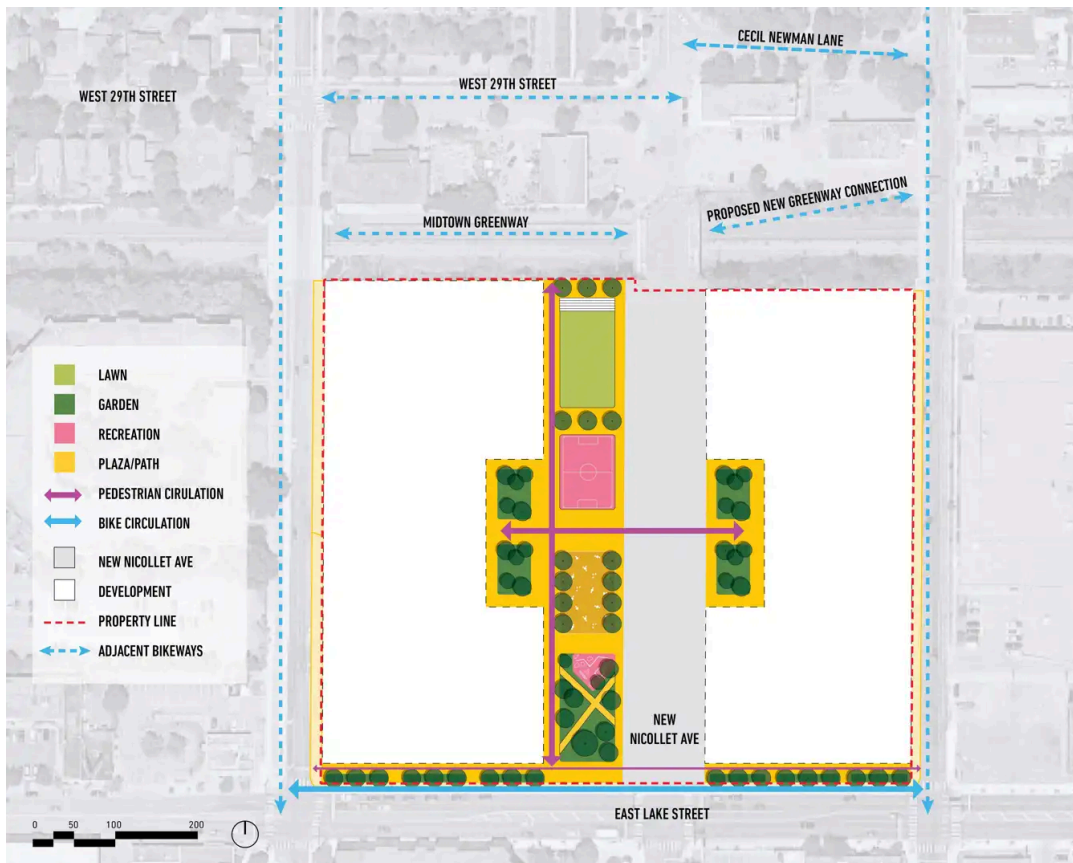 CECIL NEWMAN LANE
WEST 29TH STREET
WEST 29TH STREET
PROPOSED NEW GREENWAY CONNECTION
MIDTOWN GREENWAY
LAWN
GARDEN
RECREATION
PLAZA/PATH
PEDESTRIAN CIRULATION
BIKE CIRCULATION
NEW NICOLLET AVE
DEVELOPMENT
PROPERTY LINE
ADJACENT BIKEWAYS
NEW
NICOLLET AVE
EAST LAKE STREET
0 50 100 200